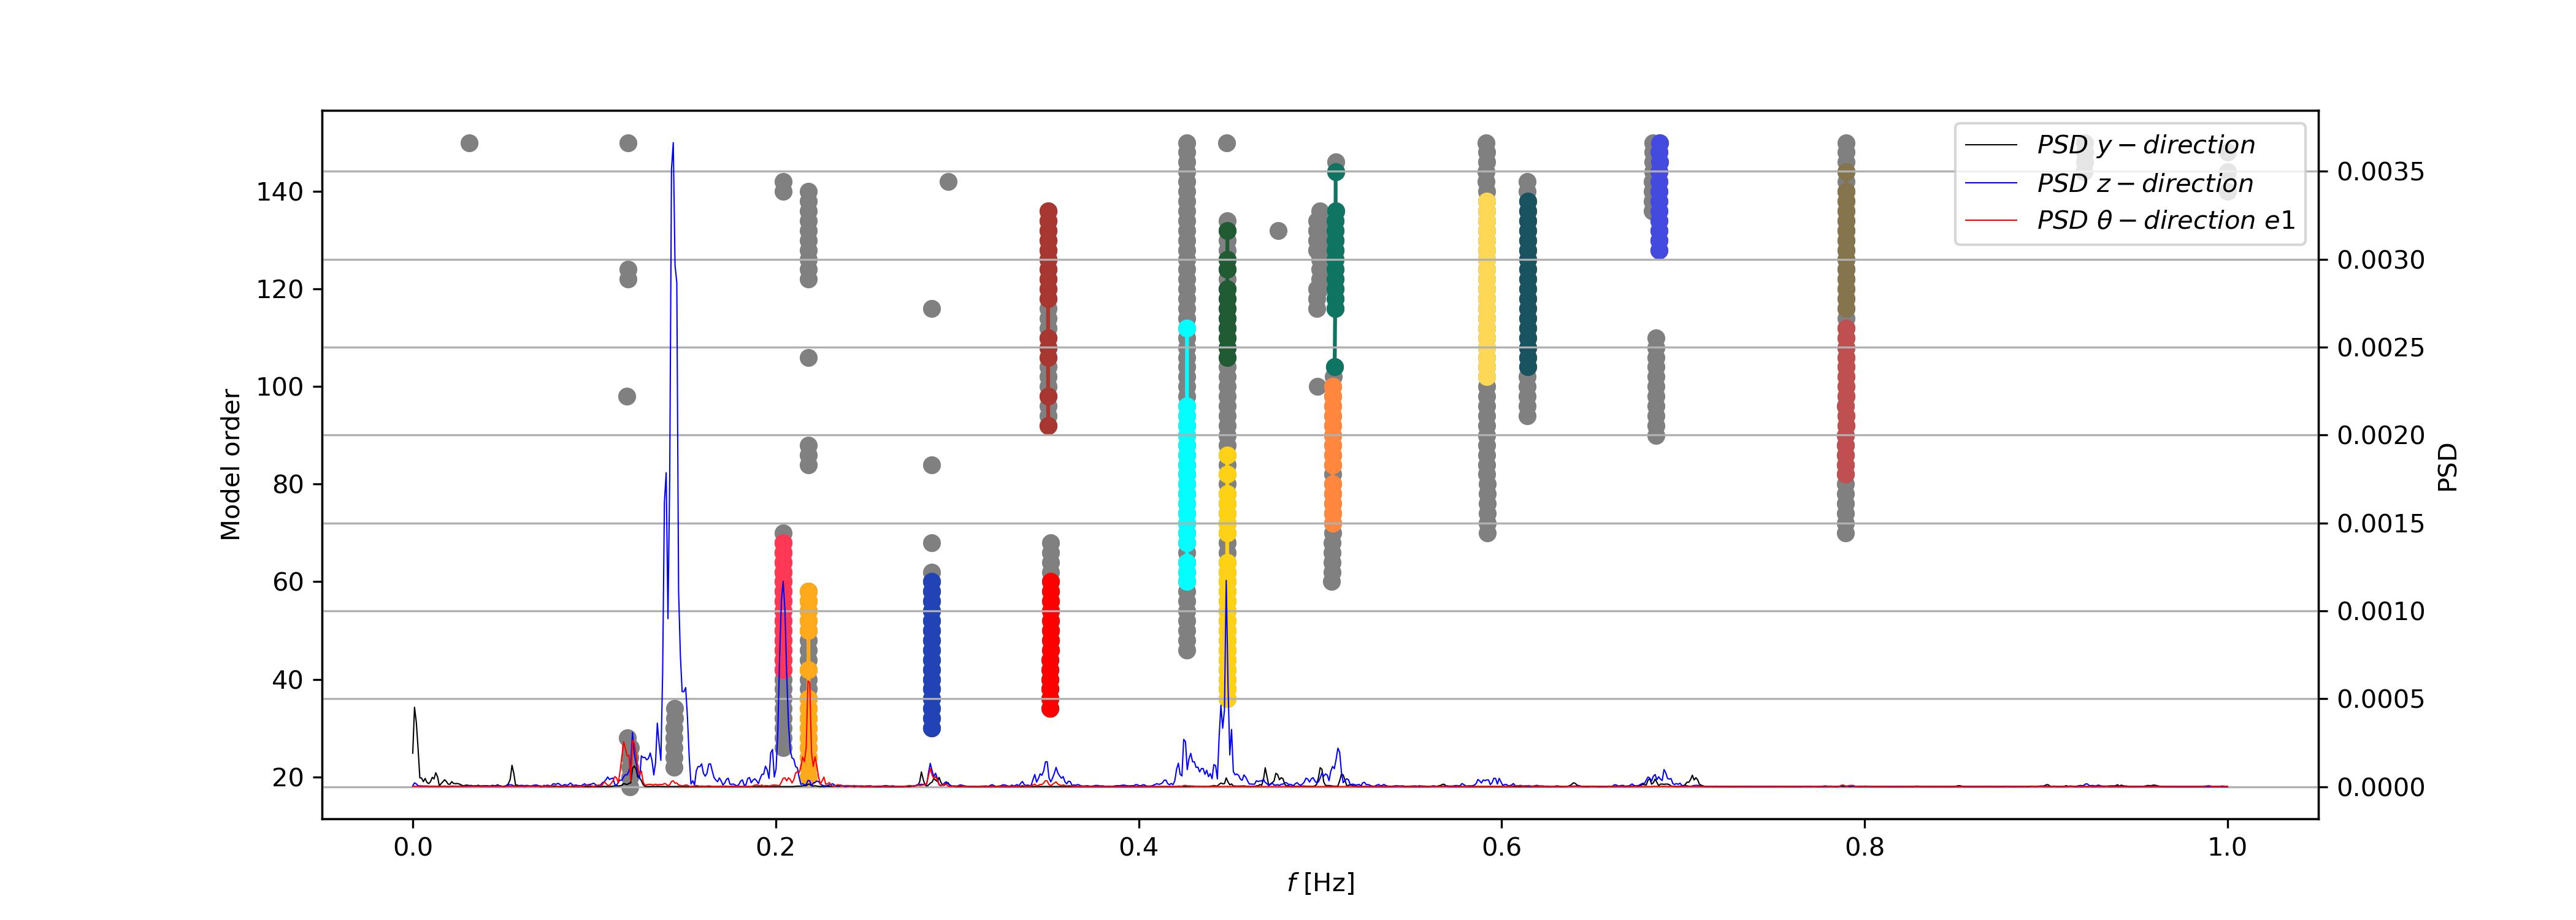 PSD y − direction
PSD z − direction
PSD θ − direction e1
140
120
100
80
60
40
20
Model order
0.0035
0.0030
0.0025
0.0020
0.0015
0.0010
0.0005
0.0000
PSD
0.0 0.2 0.4 0.6 0.8 1.0
f [Hz]